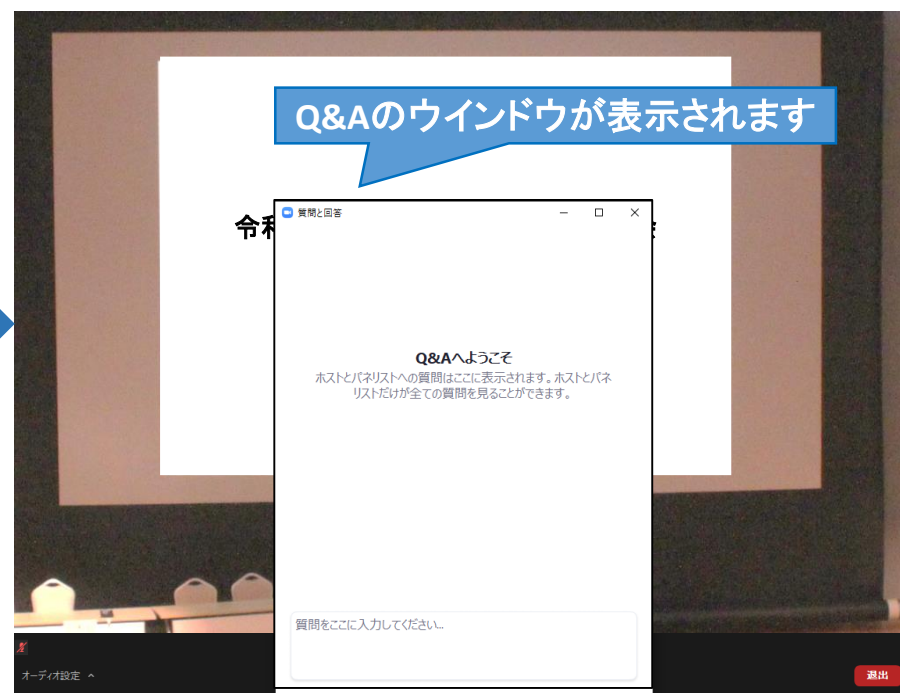 Q&Aのウインドウが表示されます
質問と回答
令和
Q&Aへようこそ
ホストとパネリストへの質問はここに表示されます。ホストとパネ
リストだけが全ての質問を見ることができます。
質問をここに入力してください...
オーディオ設定
退出